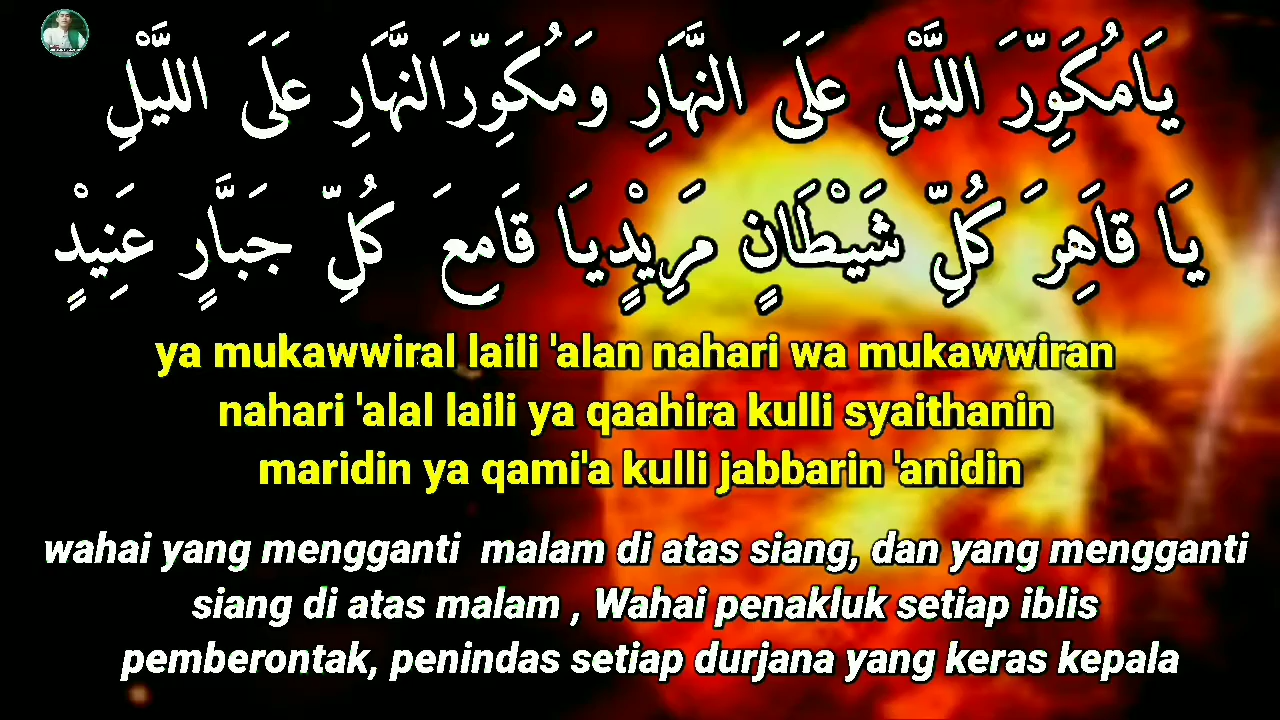 يَامُكَوِّرَ اللَّيْلِ عَلَى النَّهَارِ وَمُكَوِّرَالنَّهَارِ عَلَى اللَّيْلِ
يَا قَاهِرَ كُلِّ شَيْطَانٍ مَرِيْدٍيَا قَامِعَ كُلِّ جَبَّارٍ عَنِيْدٍ
ya mukawwiral laili 'alan nahari wa mukawwiran
nahari 'alal laili ya qaahira kulli syaithanin
maridin ya qami'a kulli jabbarin 'anidin
wahai yang mengganti malam di atas siang, dan yang mengganti
siang di atas malam , Wahai penakluk setiap iblis
pemberontak, penindas setiap durjana yang keras kepala